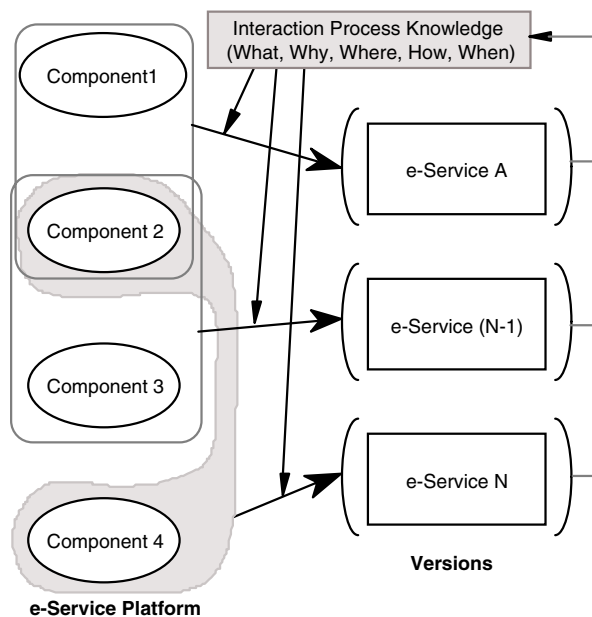 Interaction Process Knowledge
(What, Why, Where, How, When)
Component1
e-Service A
Component 2
e-Service (N-1)
Component 3
e-Service N
Component 4
Versions
e-Service Platform